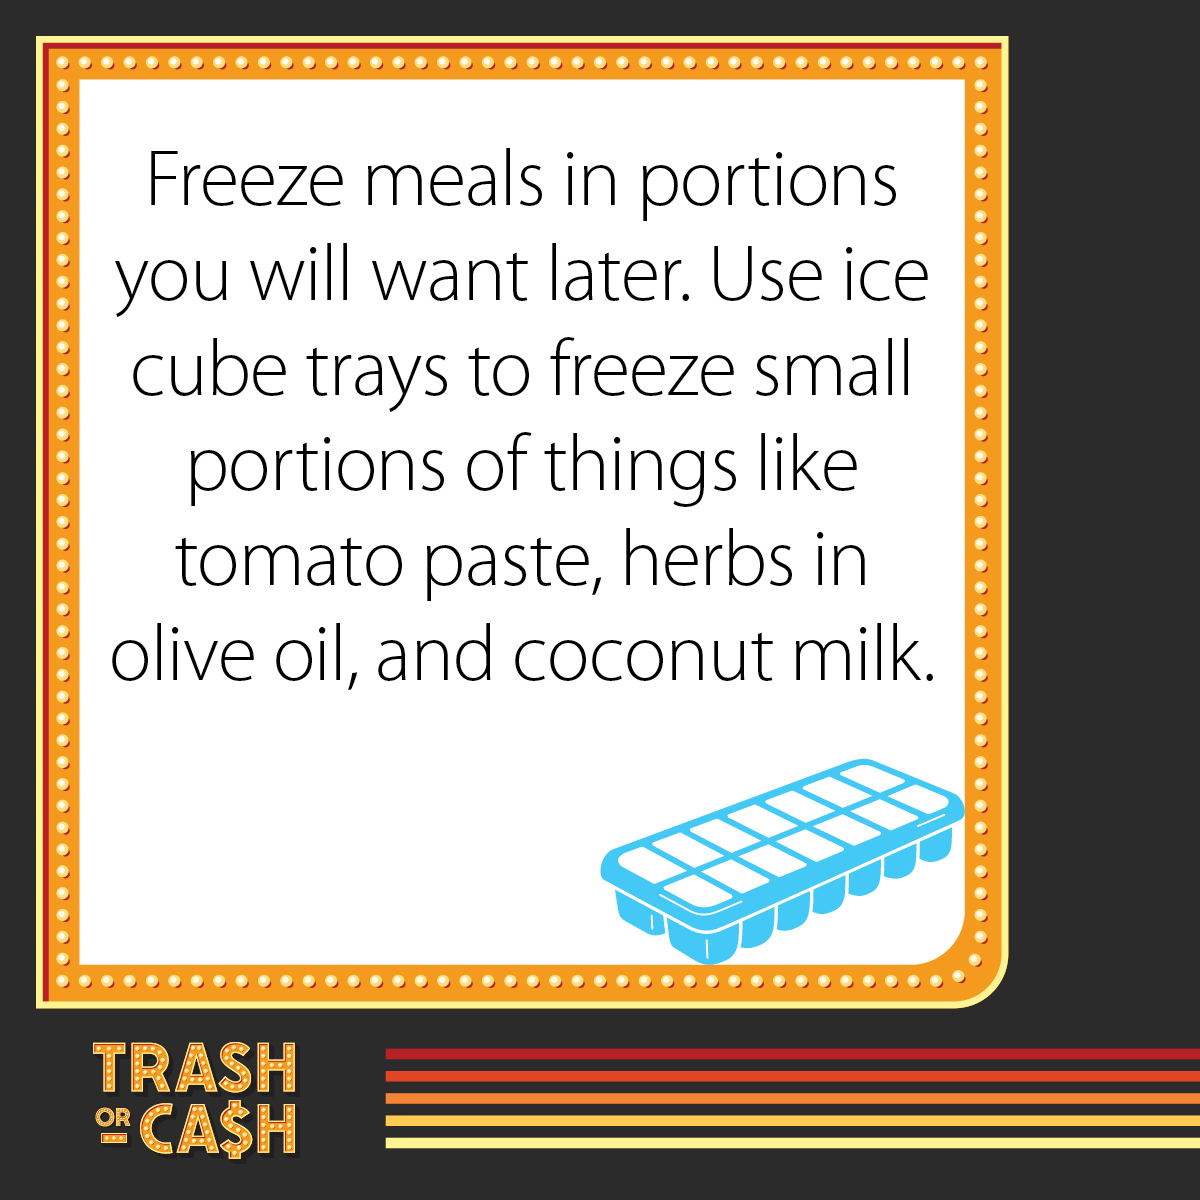 Freeze meals in portions
you will want later. Use ice
cube trays to freeze small
portions of things like
tomato paste, herbs in
olive oil, and coconut milk.
TRASH
OR CA$H